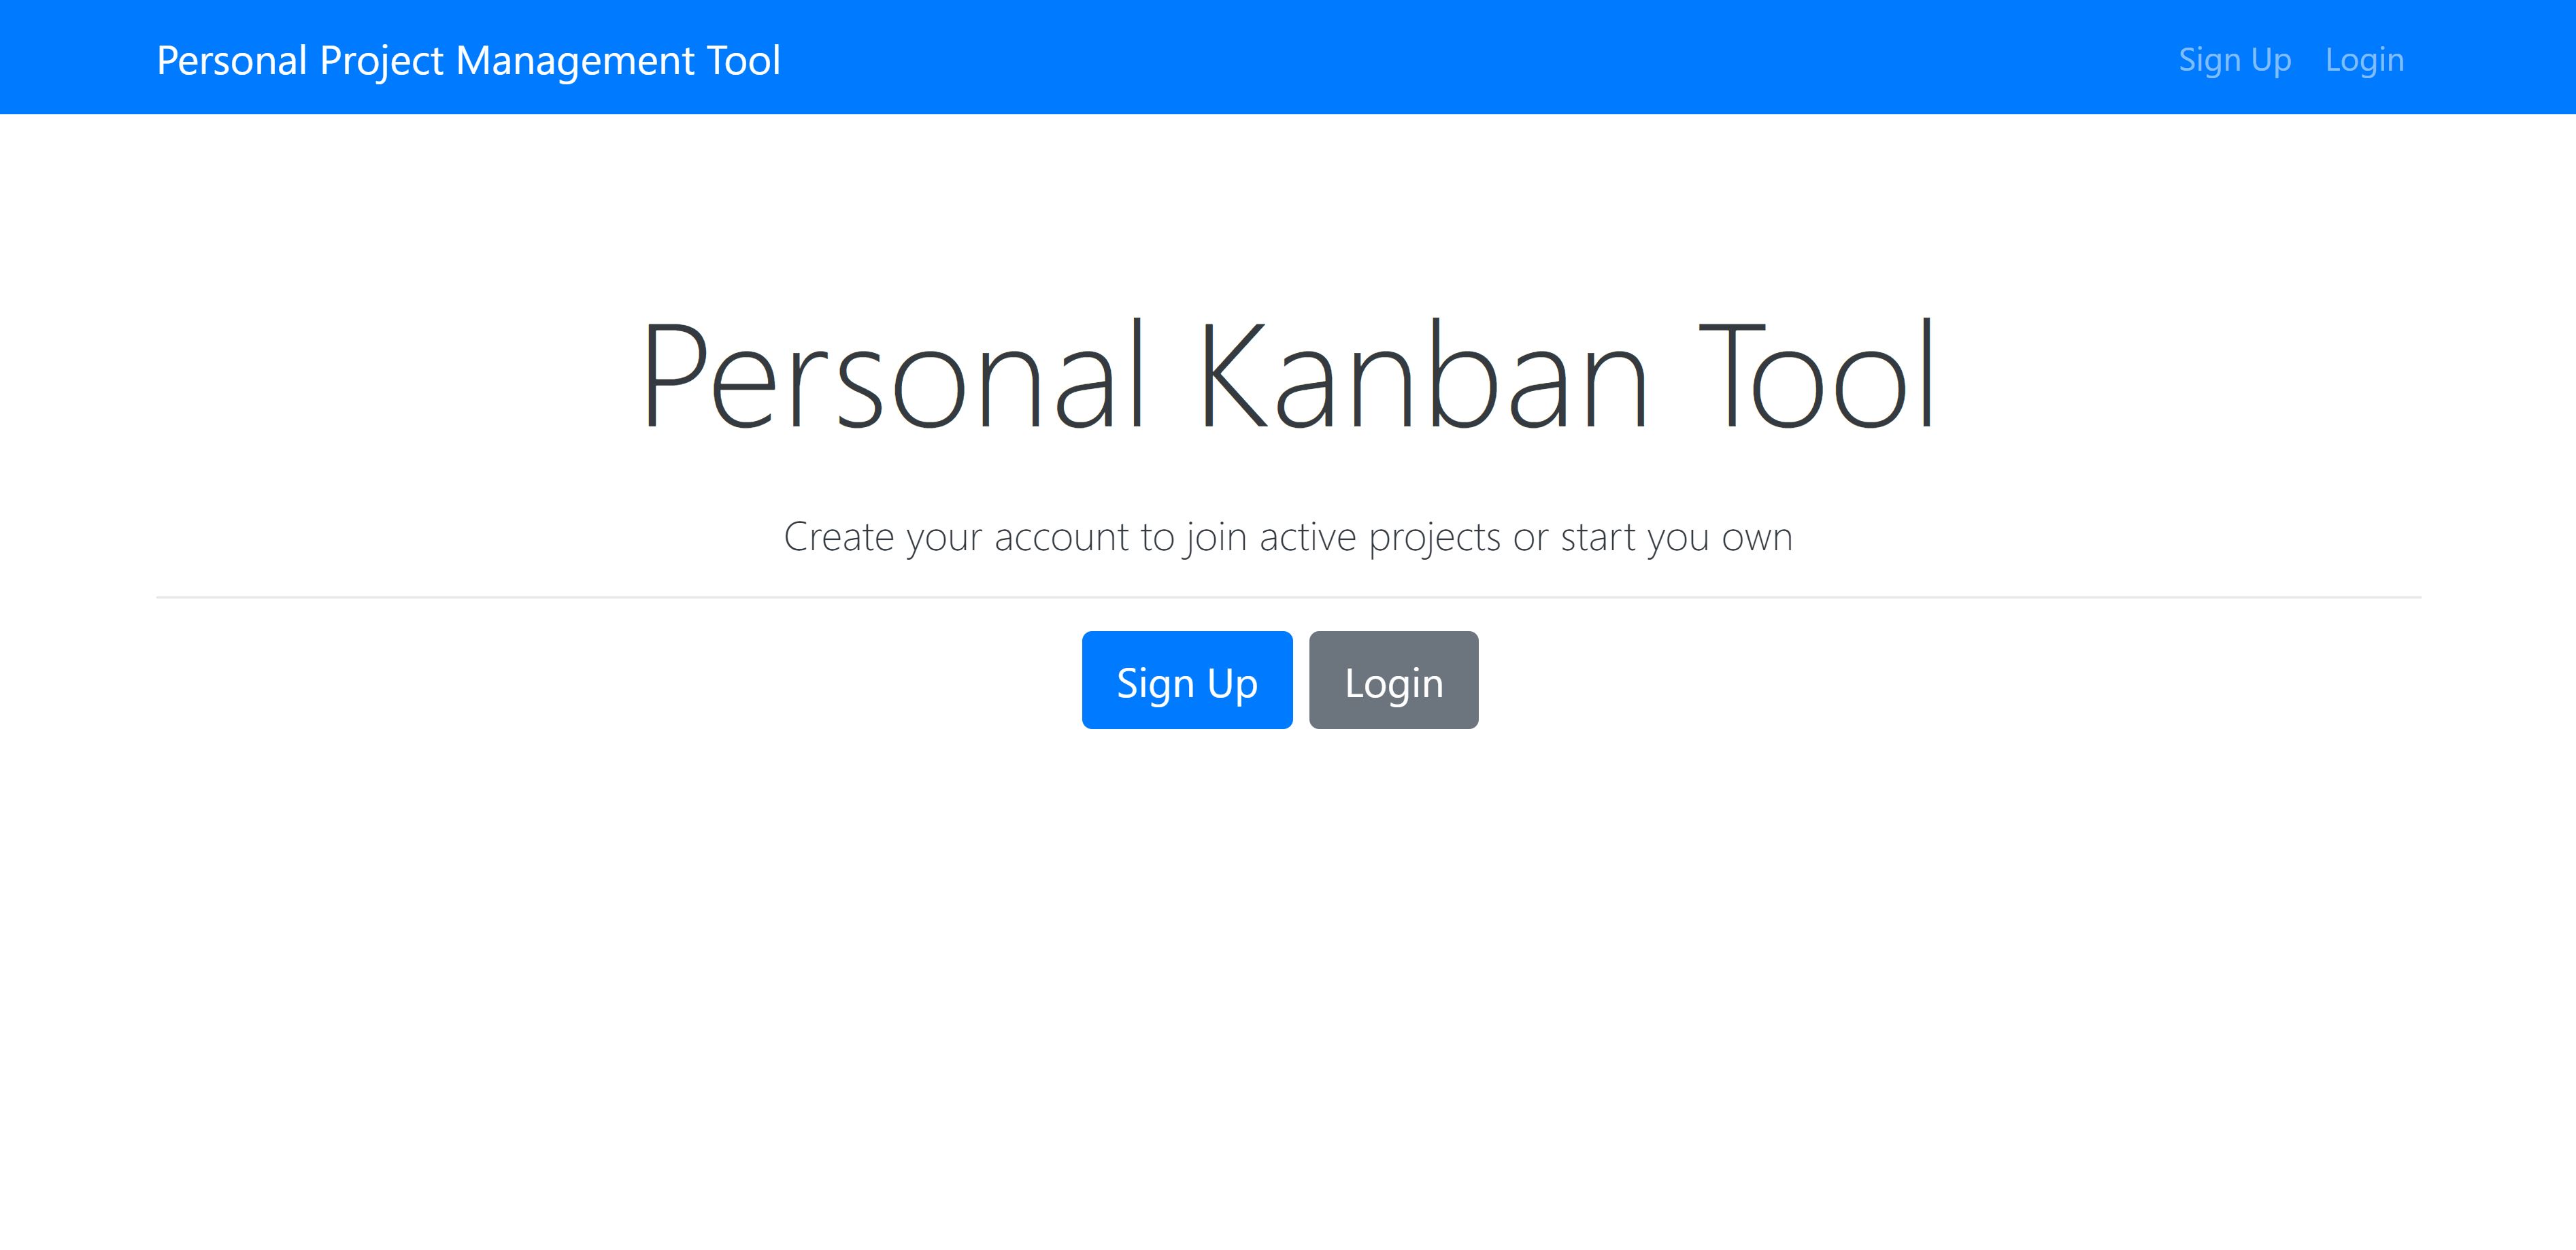 Personal Project Management Tool
Sign Up Login
Personal Kanban Tool
Create your account to join active projects or start you own
Sign Up Login